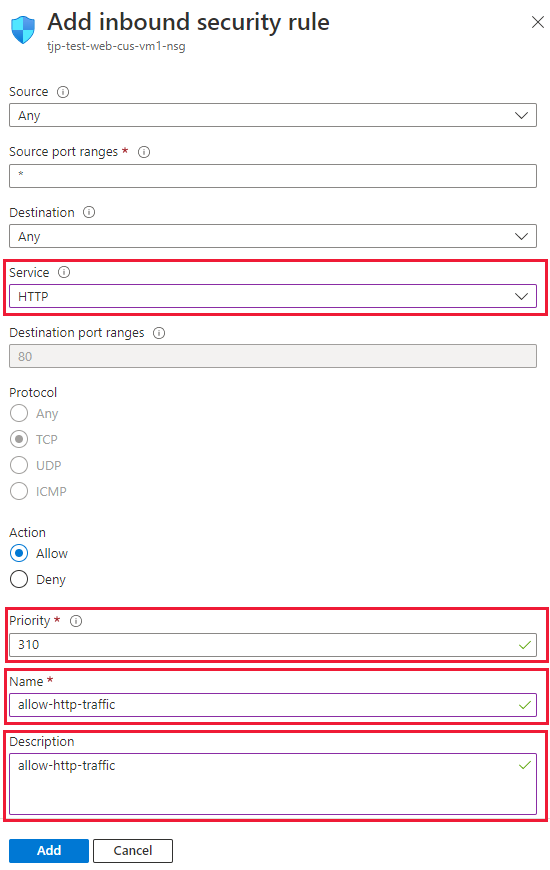 Add inbound security rule
tjp-test-web-cus-vm1-nsg
Source
Any
Source port ranges *
*
Destination
Any
Service
HTTP
Destination port ranges
80
Protocol
Any
TCP
UDP
ICMP
Action
Allow
Deny
Priority *
310
Name *
allow-http-traffic
Description
allow-http-traffic
Add Cancel